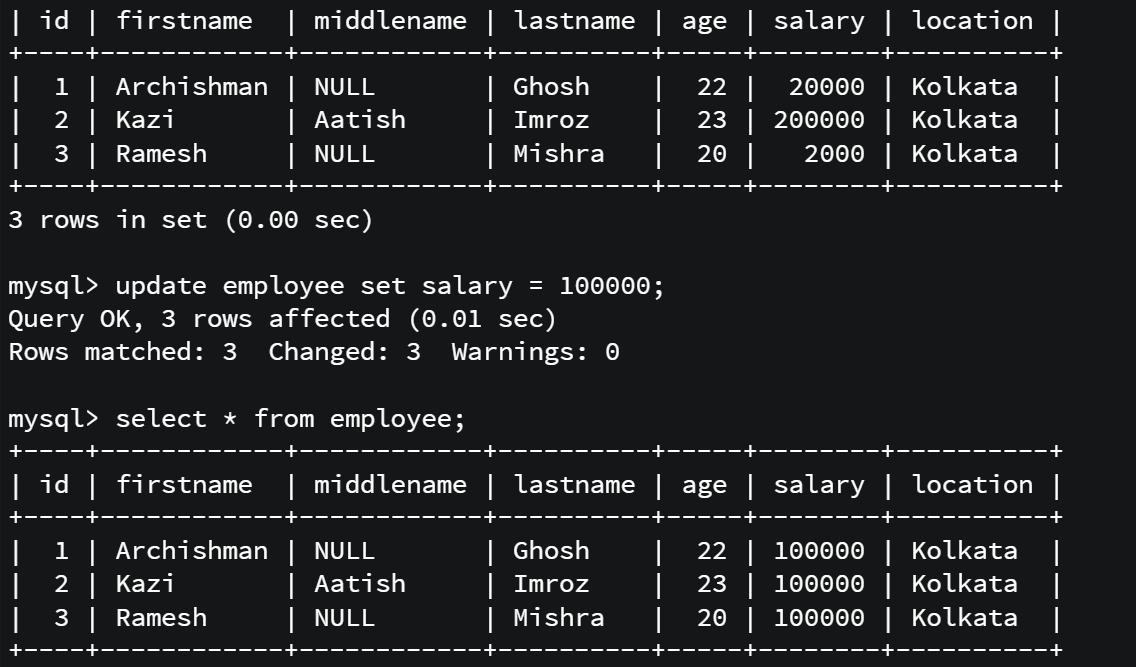 | id | firstname  | middlename | lastname | age | salary | location |
+----+------------+------------+----------+-----+--------+----------+
|  1 | Archishman | NULL       | Ghosh    |  22 |  20000 | Kolkata  |
|  2 | Kazi       | Aatish     | Imroz    |  23 | 200000 | Kolkata  |
|  3 | Ramesh     | NULL       | Mishra   |  20 |   2000 | Kolkata  |
+----+------------+------------+----------+-----+--------+----------+
3 rows in set (0.00 sec)
mysql> update employee set salary = 100000;
Query OK, 3 rows affected (0.01 sec)
Rows matched: 3  Changed: 3  Warnings: 0
mysql> select * from employee;
+----+------------+------------+----------+-----+--------+----------+
| id | firstname  | middlename | lastname | age | salary | location |
+----+------------+------------+----------+-----+--------+----------+
|  1 | Archishman | NULL       | Ghosh    |  22 | 100000 | Kolkata  |
|  2 | Kazi       | Aatish     | Imroz    |  23 | 100000 | Kolkata  |
|  3 | Ramesh     | NULL       | Mishra   |  20 | 100000 | Kolkata  |
+----+------------+------------+----------+-----+--------+----------+